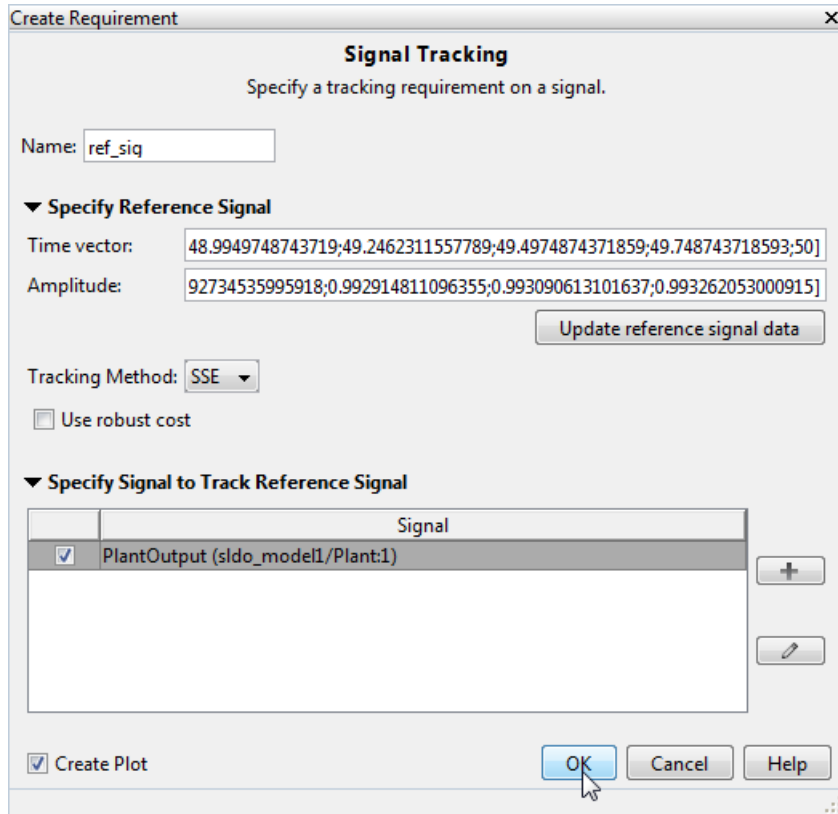 Create Requirement
Signal Tracking
Specify a tracking requirement on a signal.
Name: ref_sig
Specify Reference Signal
Time vector: 48.9949748743719;49.2462311557789;49.4974874371859;49.748743718593;50]
Amplitude: 92734535995918;0.992914811096355;0.993090613101637;0.993262053000915]
Update reference signal data
Tracking Method: SSE
Use robust cost
Specify Signal to Track Reference Signal
Signal
PlantOutput (sldo_model1/Plant:1)
Create Plot OK Cancel Help